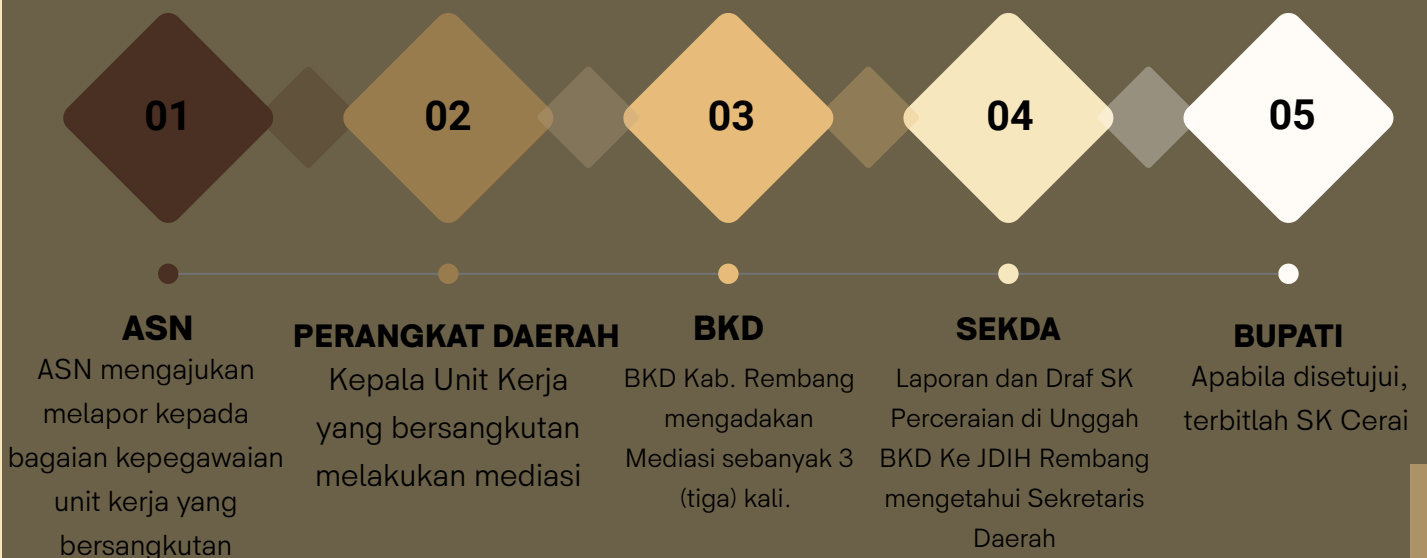 01
02
03
04
05
ASN
ASN mengajukan
melapor kepada
bagaian kepegawaian
unit kerja yang
bersangkutan
PERANGKAT DAERAH
Kepala Unit Kerja
yang bersangkutan
melakukan mediasi
BKD
BKD Kab. Rembang
mengadakan
Mediasi sebanyak 3
(tiga) kali.
SEKDA
Laporan dan Draf SK
Perceraian di Unggah
BKD Ke JDIH Rembang
mengetahui Sekretaris
Daerah
BUPATI
Apabila disetujui,
terbitlah SK Cerai